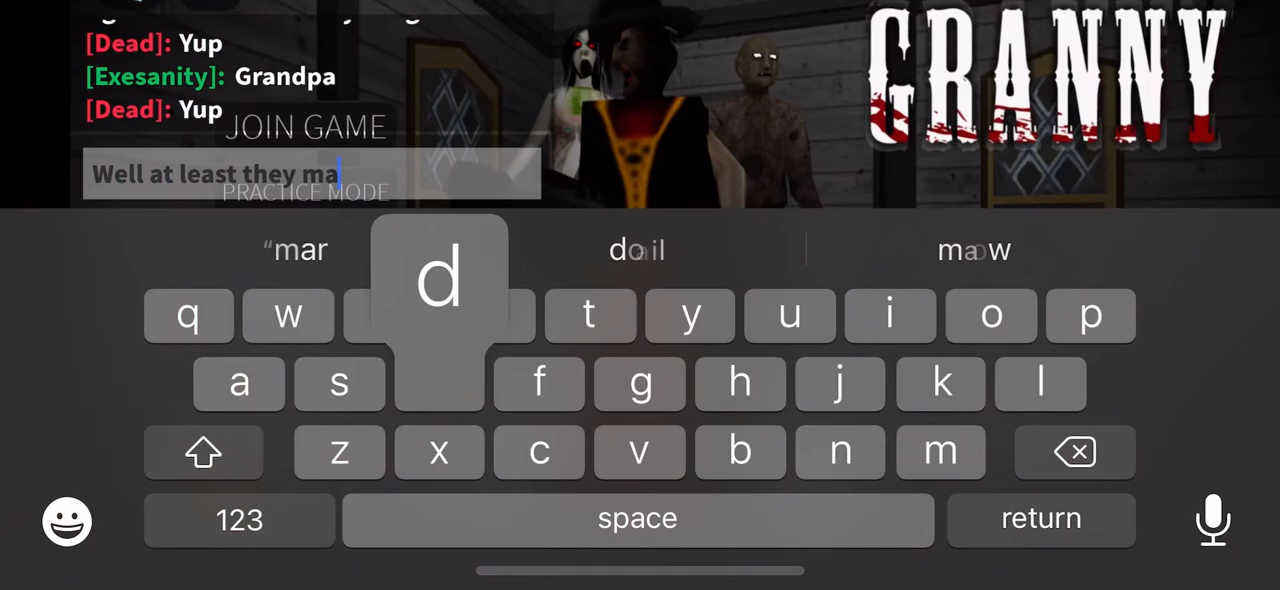 [Dead]: Yup
[Exesanity]: Grandpa
[Dead]: Yup
JOIN GAME
Well at least they ma
PRACTICE MODE
GRANNY
“mar
d
q w t y u i o p
a s f g h j k l
z x c v b n m
123 space return